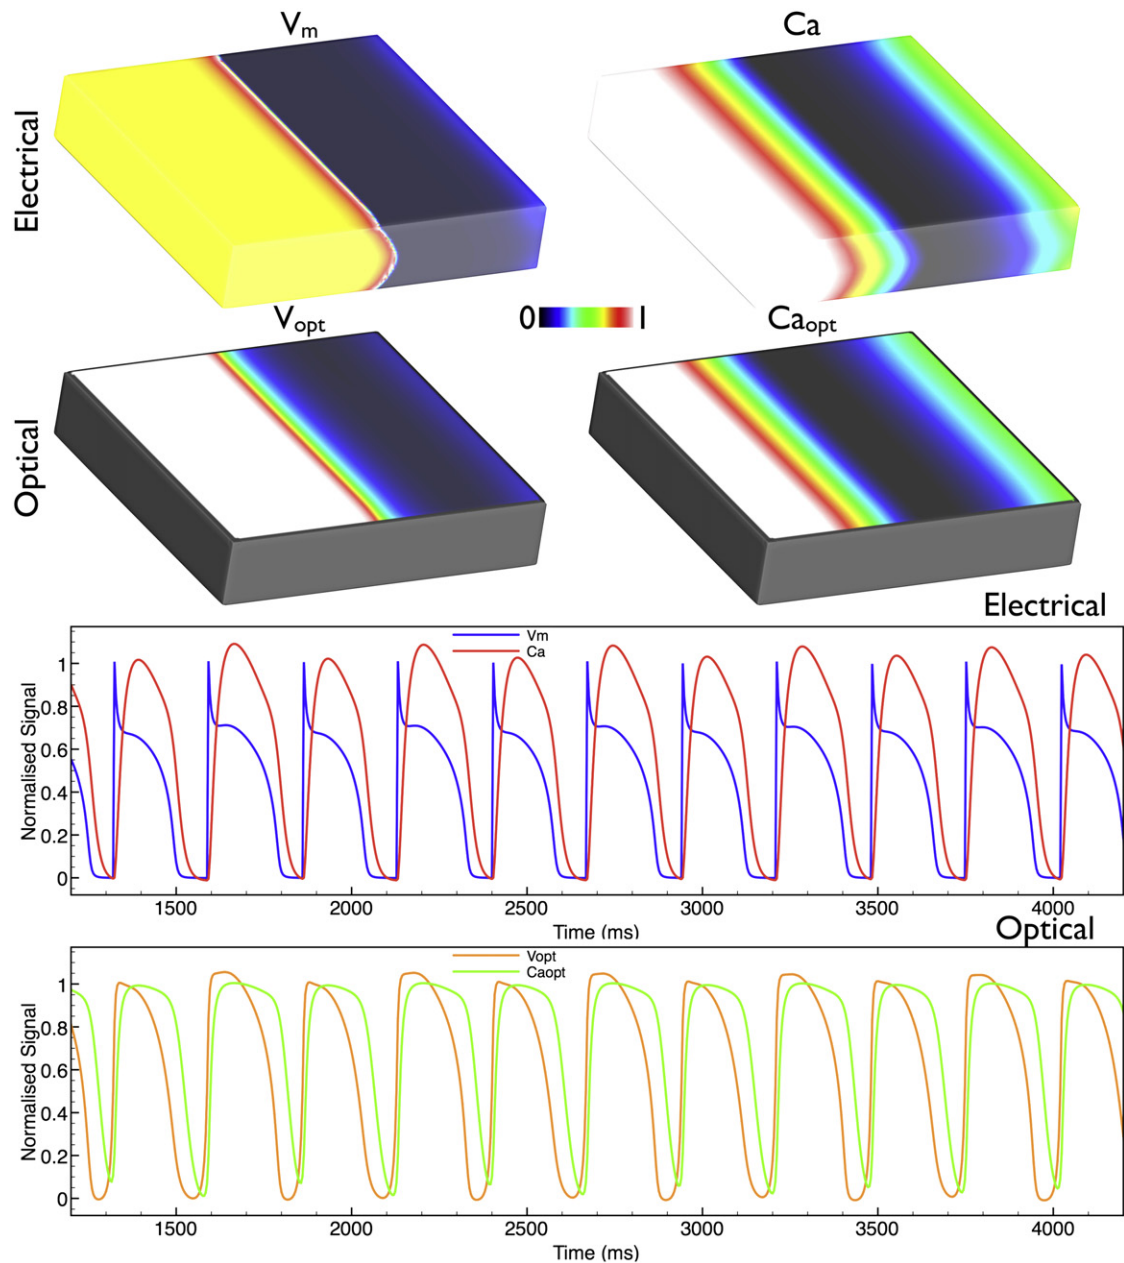 Vm
Ca
Electrical
0 1
Vopt
Caopt
Optical
Electrical
Vm
Ca
1
0.8
0.6
0.4
0.2
0
Normalised Signal
1500 2000 2500 3000 3500 4000
Time (ms)
Optical
Vopt
Caopt
1
0.8
0.6
0.4
0.2
0
Normalised Signal
1500 2000 2500 3000 3500 4000
Time (ms)